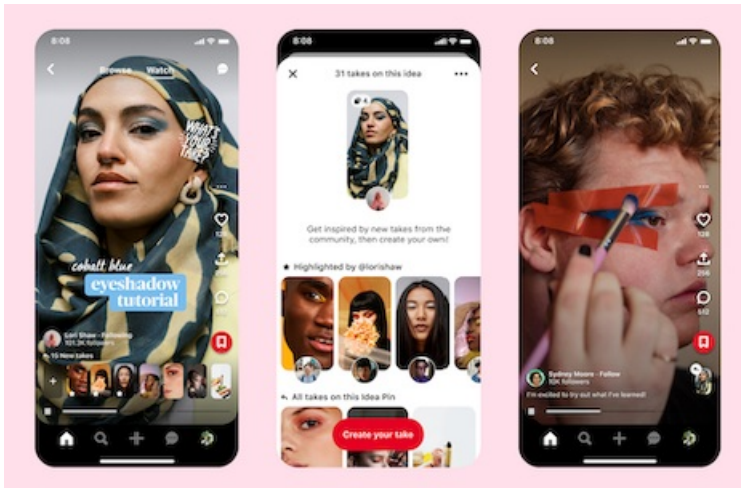 8:08
Browse Watch
WHAT'S
YOUR
TAKE?
cobalt blue
eyeshadow
tutorial
256
Lori Shaw · Following
101.3K followers
15 New takes
8:08
31 takes on this idea
Get inspired by new takes from the
community, then create your own!
Highlighted by @lorishaw
All takes on this Idea Pin
Create your take
8:08
128
256
512
Sydney Moore · Follow
10K followers
I'm excited to try out what I've learned!